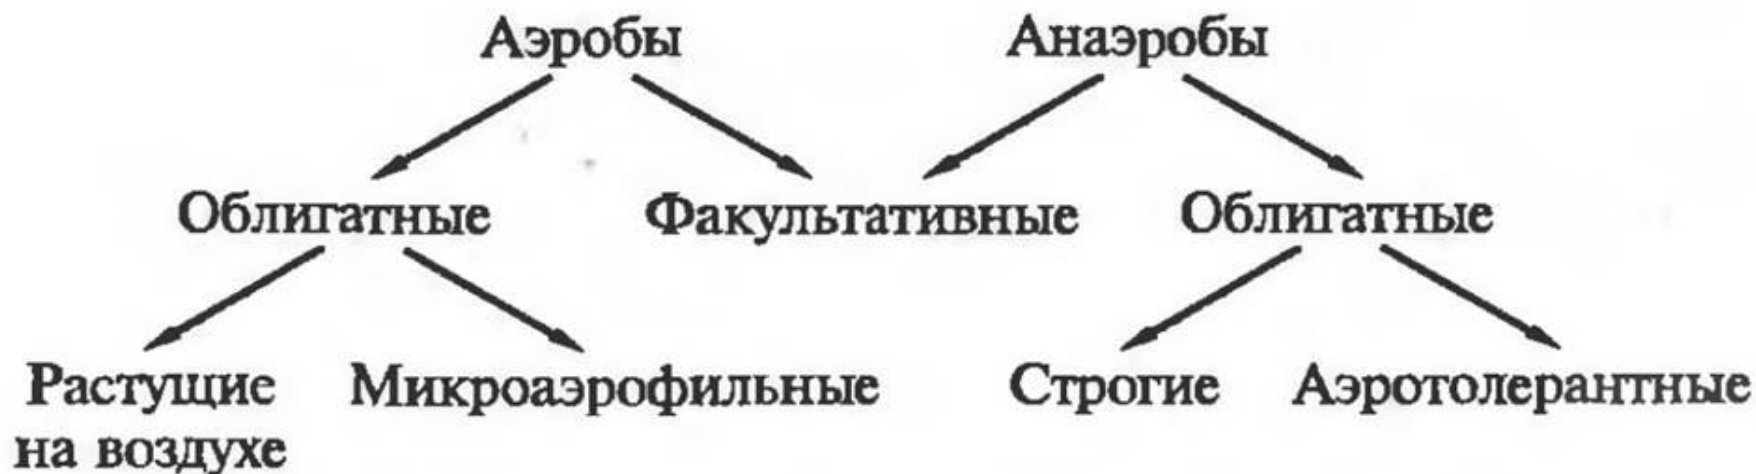 Аэробы Анаэробы
Облигатные Факультативные Облигатные
Растущие Микроаэрофильные Строгие Аэротолерантные
на воздухе